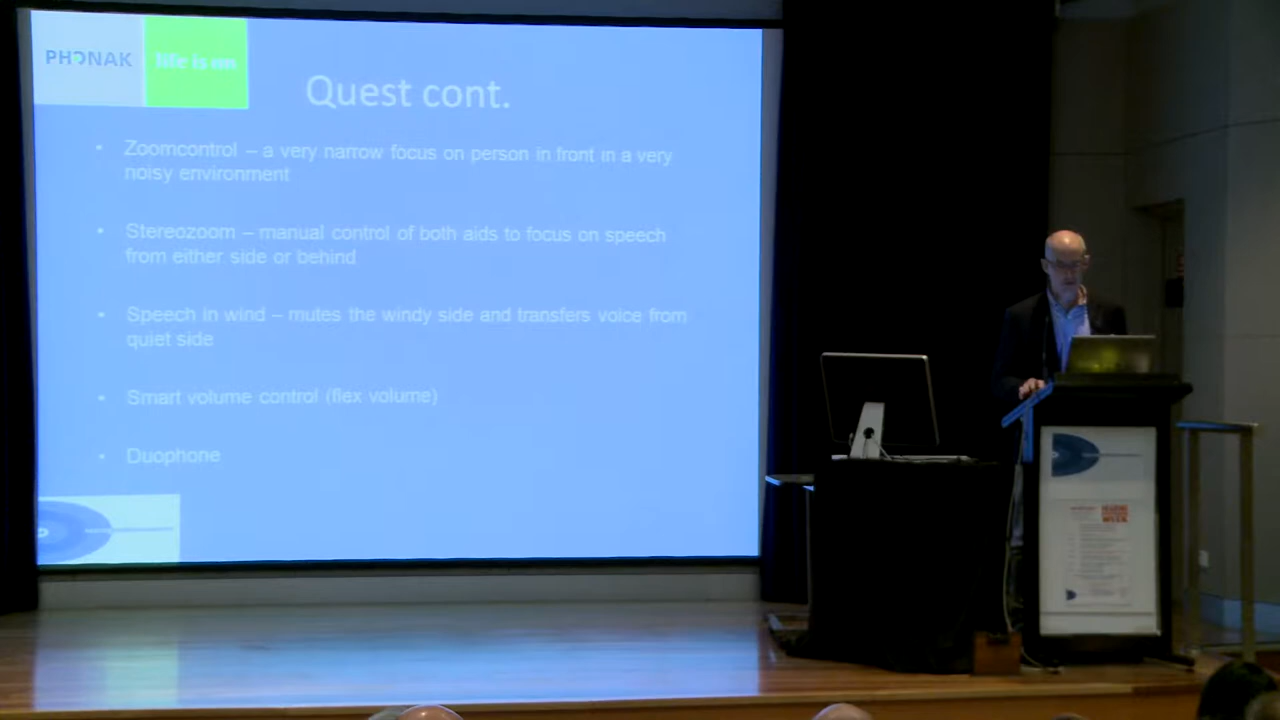 PHONAK
life is on
Quest cont.
• Zoomcontrol – a very narrow focus on person in front in a very
noisy environment
• Stereozoom – manual control of both aids to focus on speech
from either side or behind
• Speech in wind – mutes the windy side and transfers voice from
quiet side
• Smart volume control (flex volume)
• Duophone